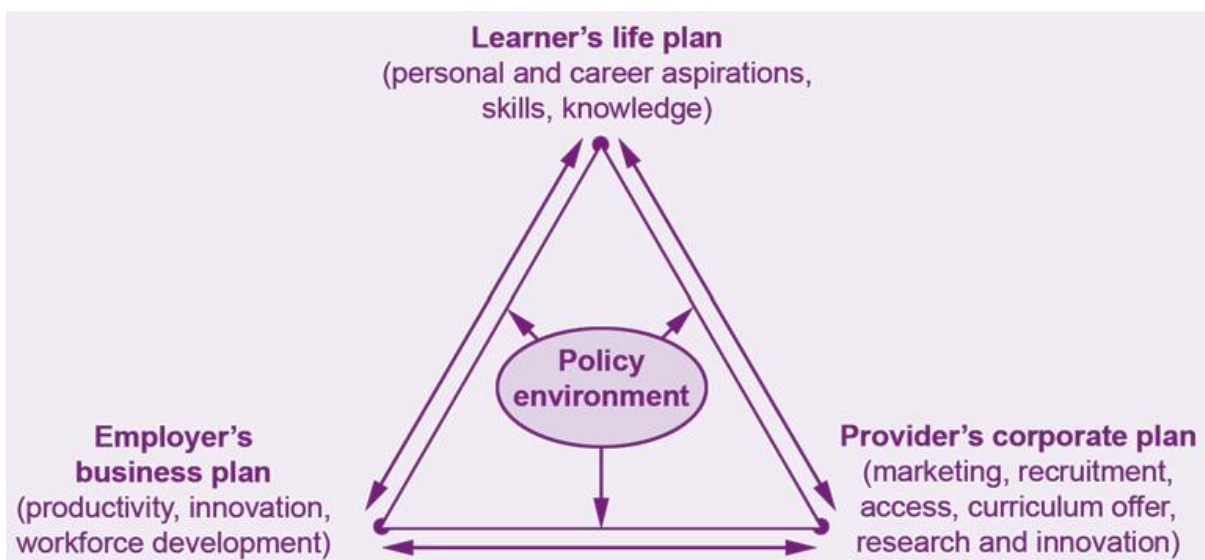 Learner's life plan
(personal and career aspirations,
skills, knowledge)
Policy
environment
Employer's
business plan
(productivity, innovation,
workforce development)
Provider's corporate plan
(marketing, recruitment,
access, curriculum offer,
research and innovation)